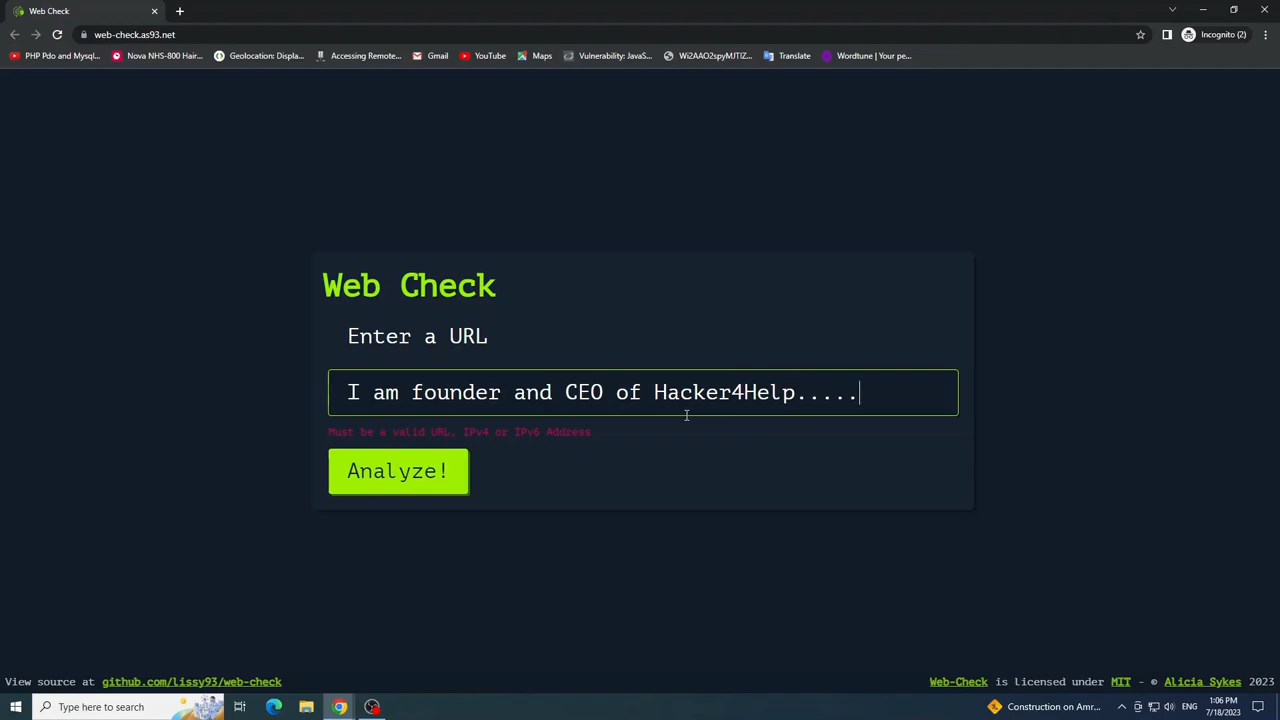 Web Check
web-check.as93.net
Incognito (2)
PHP Pdo and Mysql...
Nova NHS-800 Hair...
Geolocation: Displa...
Accessing Remote...
Gmail
YouTube
Maps
Vulnerability: JavaS...
Wi2AAO2spyMJTlZ...
Translate
Wordtune | Your pe...
Web Check
Enter a URL
I am founder and CEO of Hacker4Help.....
Must be a valid URL, IPv4 or IPv6 Address
Analyze!
View source at github.com/lissy93/web-check
Web-Check is licensed under MIT - © Alicia Sykes 2023
Type here to search
Construction on Amr...
ENG
1:06 PM
7/18/2023